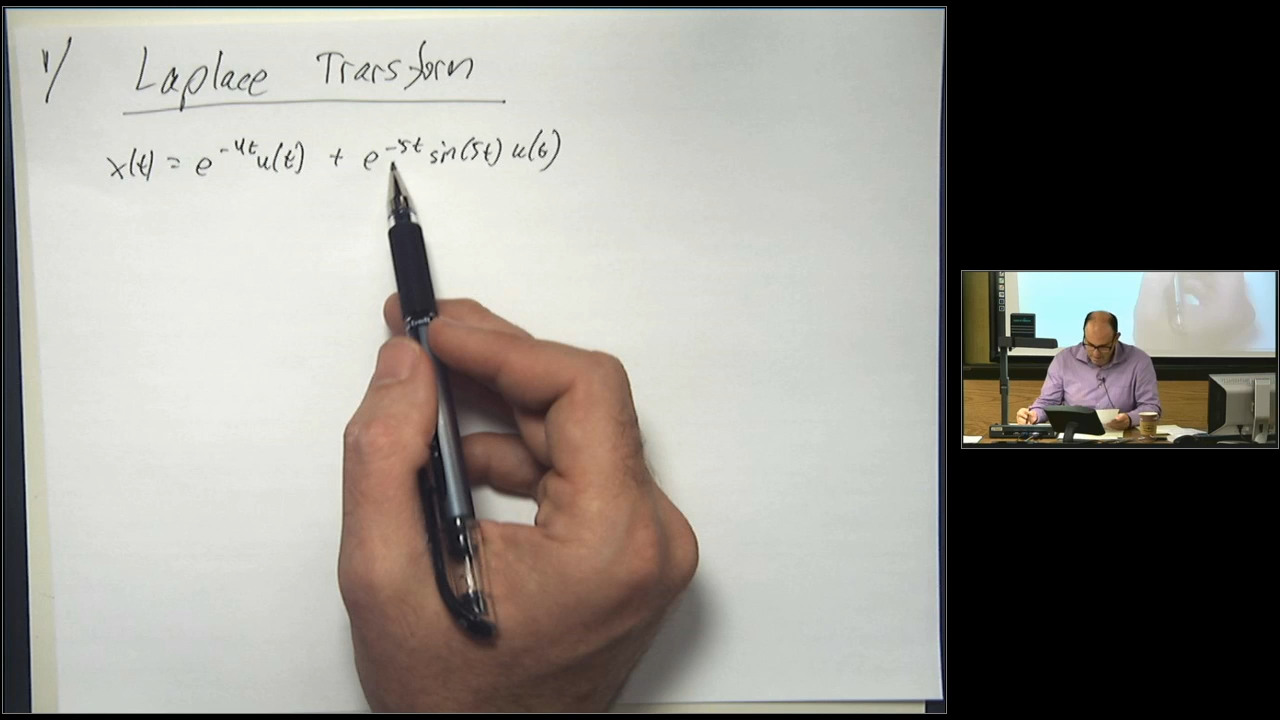 1/ Laplace Transform
x(t) = e^{-4t}u(t) + e^{-5t} sin(5t) u(t)